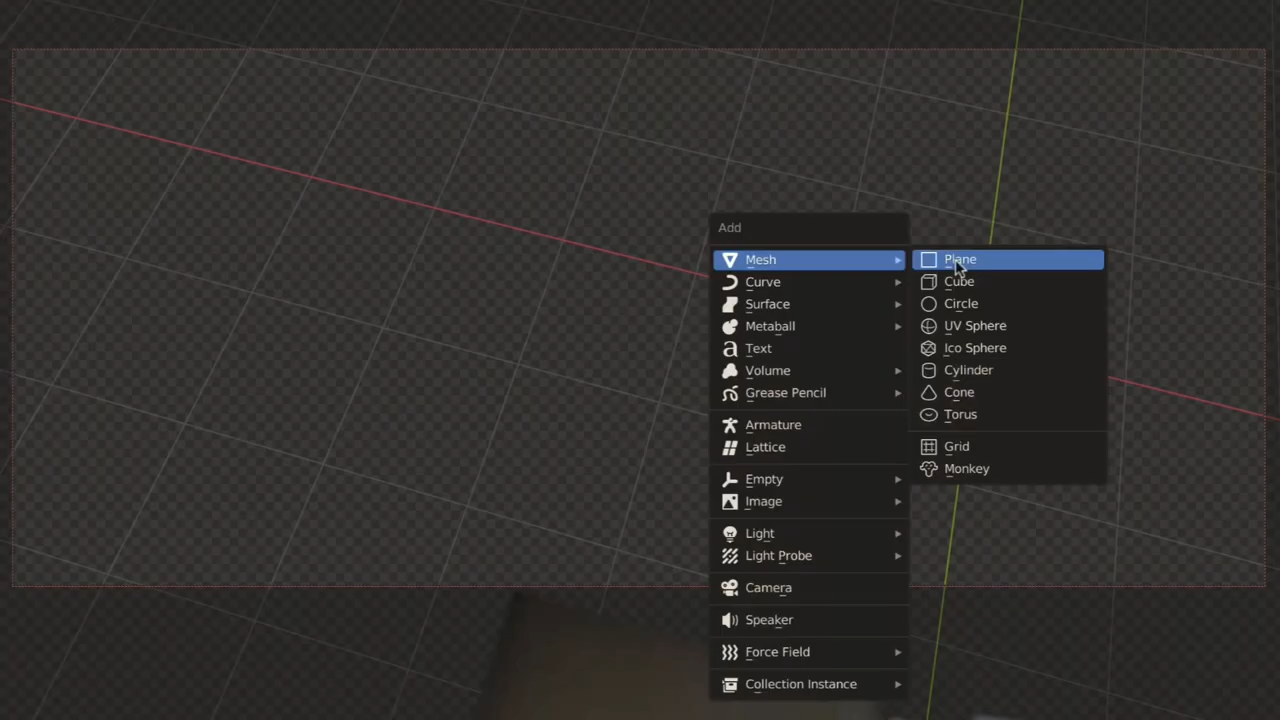 Add
Mesh
Curve
Surface
Metaball
Text
Volume
Grease Pencil
Armature
Lattice
Empty
Image
Light
Light Probe
Camera
Speaker
Force Field
Collection Instance
Plane
Cube
Circle
UV Sphere
Ico Sphere
Cylinder
Cone
Torus
Grid
Monkey